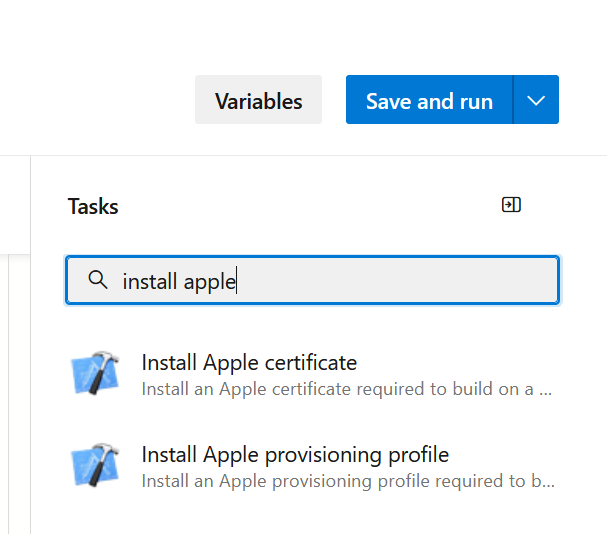 Variables
Save and run
Tasks
install apple
Install Apple certificate
Install an Apple certificate required to build on a ...
Install Apple provisioning profile
Install an Apple provisioning profile required to b...